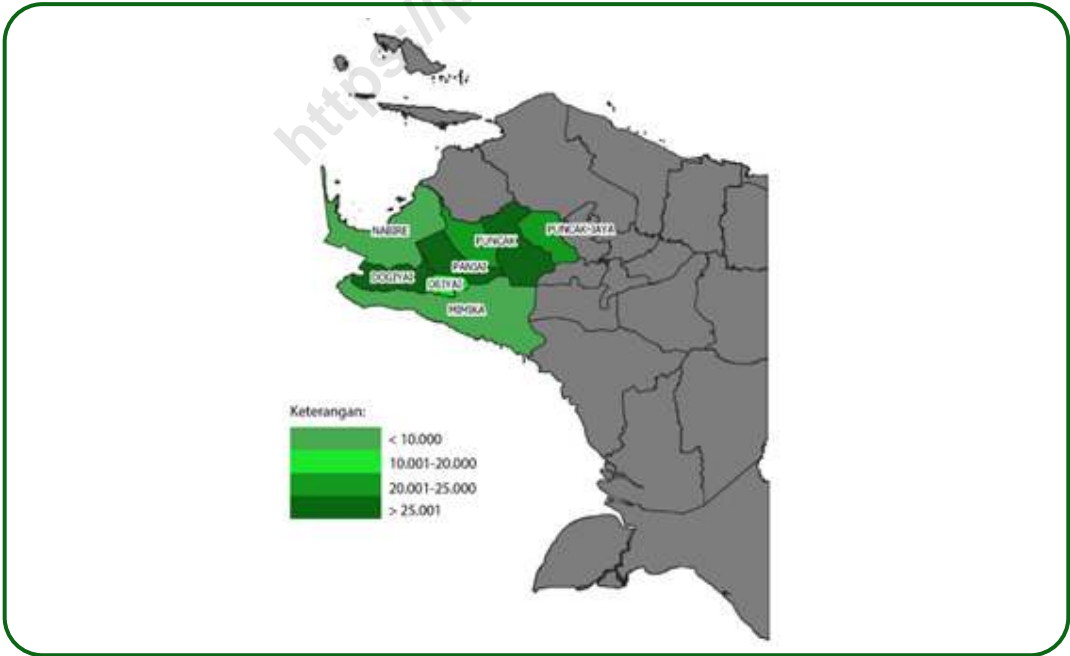 https://p
NABIRE
PUNCAK
PUNCAK JAYA
PANIAI
DOGIYAI
DEIYAI
MIMIKA
Keterangan:
< 10.000
10.001-20.000
20.001-25.000
> 25.001